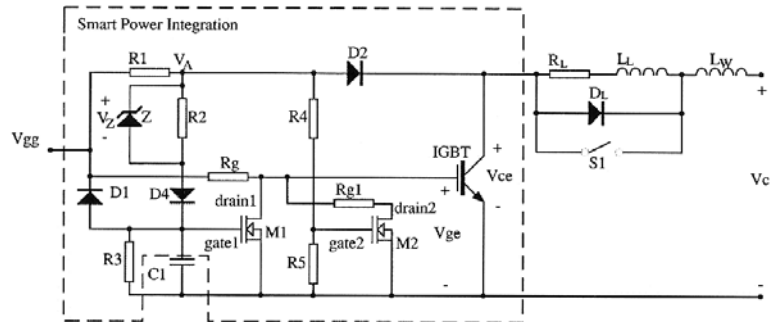 Smart Power Integration
R1
VA
D2
RL
LL
LW
+
+
VZ
Z
-
R2
R4
DL
Vgg
S1
IGBT
+
Vce
-
Rg
+
Vc
D1
D4
drain1
Rg1
drain2
gate1
M1
gate2
M2
Vge
R3
C1
R5
-
-